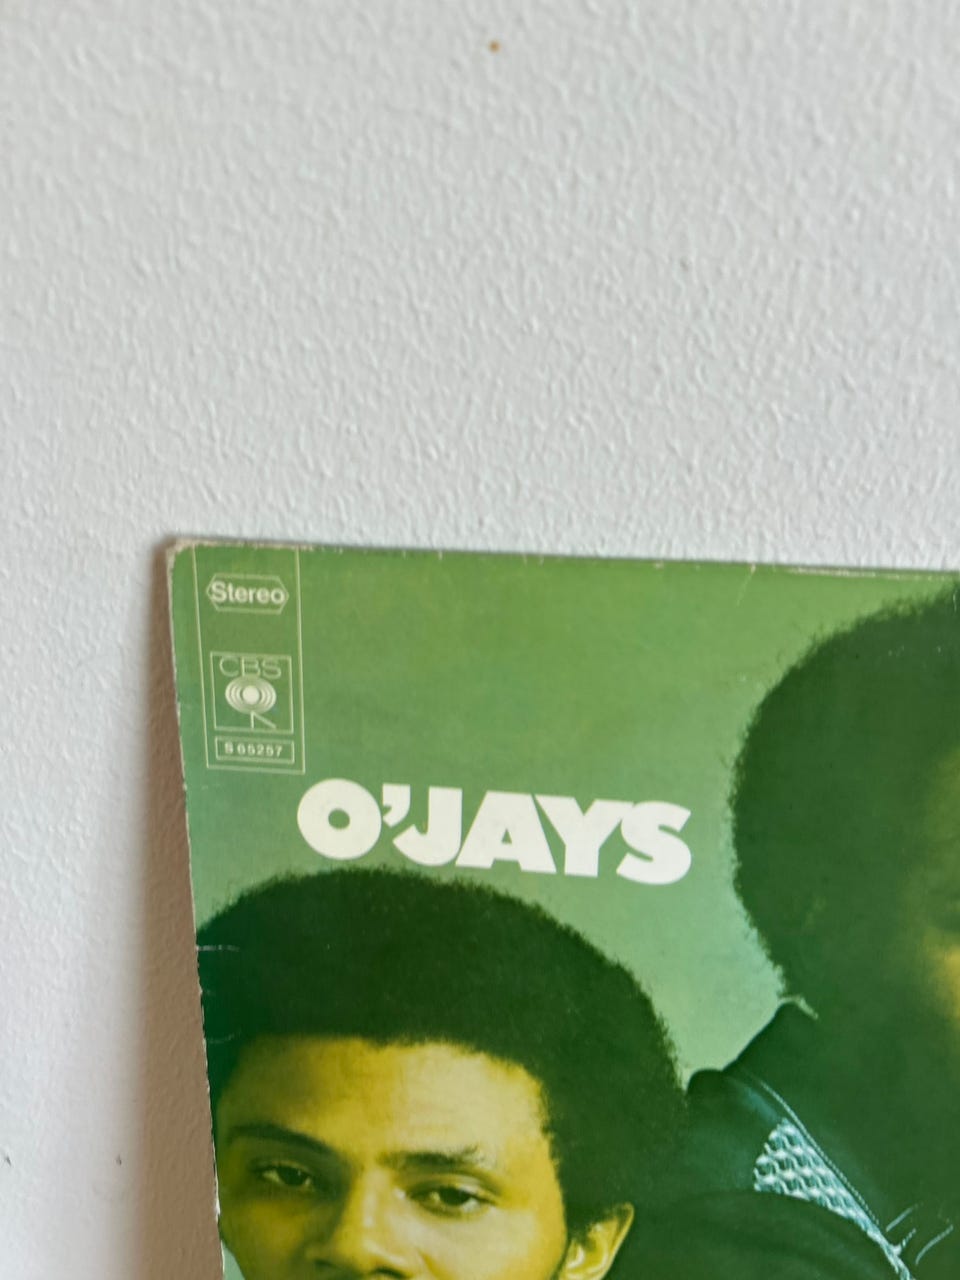 Stereo
CBS
S 65257
O'JAYS